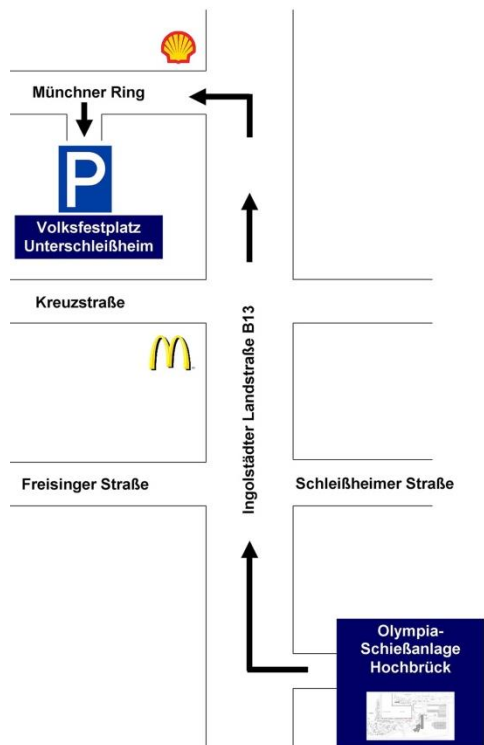 Münchner Ring
P
Volksfestplatz
Unterschleißheim
Kreuzstraße
Ingolstädter Landstraße B13
Freisinger Straße
Schleißheimer Straße
Olympia-
Schießanlage
Hochbrück